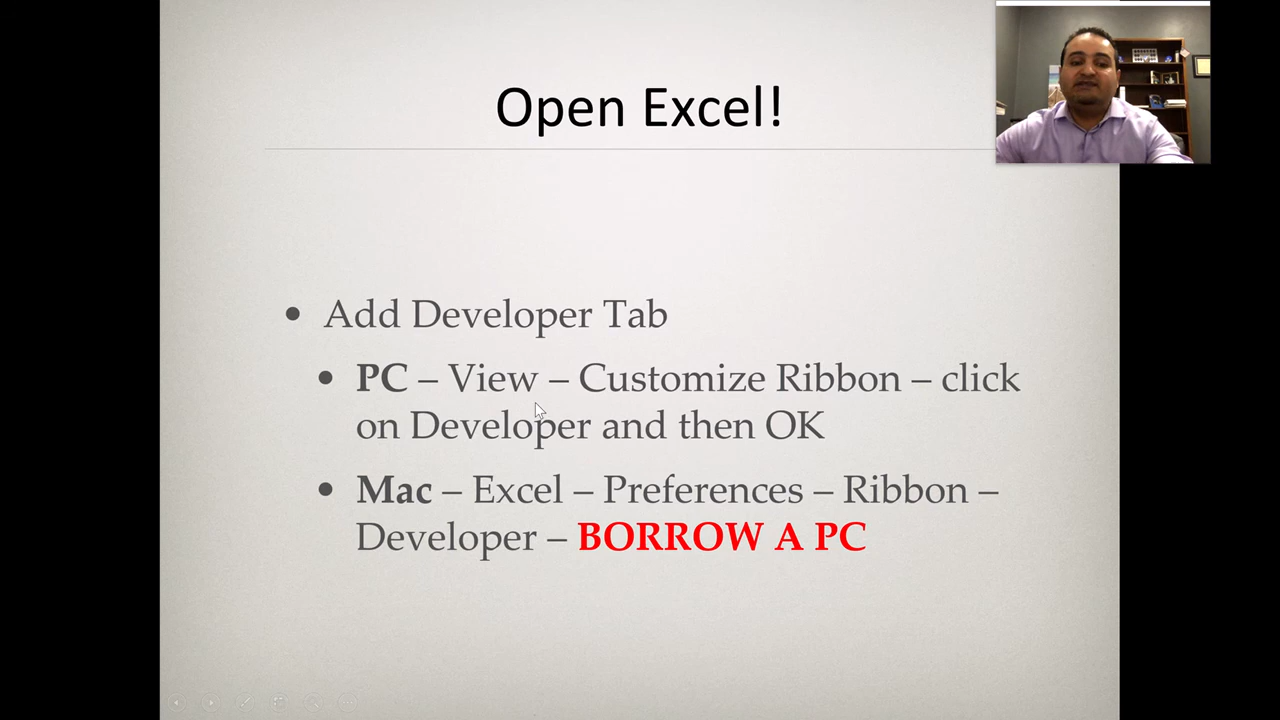 Open Excel!
• Add Developer Tab
• PC – View – Customize Ribbon – click
on Developer and then OK
• Mac – Excel – Preferences – Ribbon –
Developer – BORROW A PC